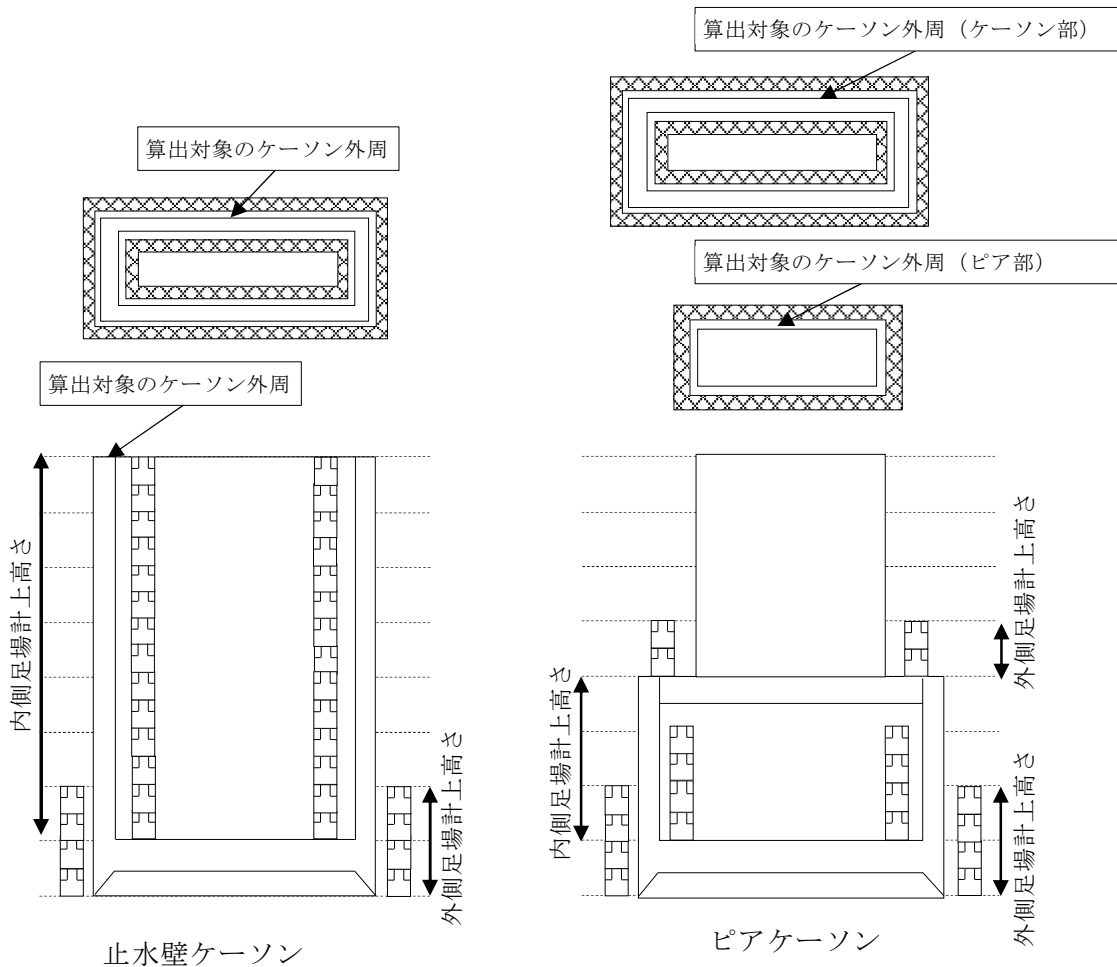 算出対象のケーソン外周（ケーソン部）
算出対象のケーソン外周
算出対象のケーソン外周（ピア部）
算出対象のケーソン外周
内側足場計上高さ
外側足場計上高さ
外側足場計上高さ
内側足場計上高さ
外側足場計上高さ
止水壁ケーソン
ピアケーソン